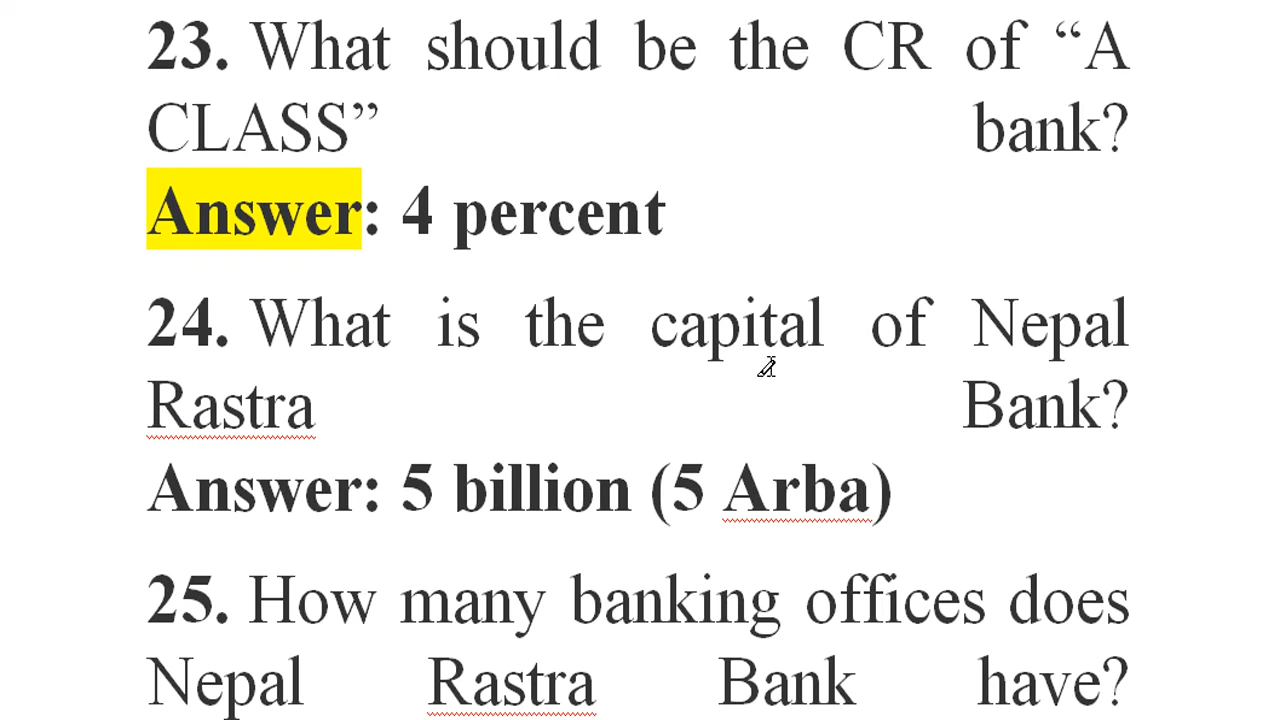 23. What should be the CR of “A
CLASS” bank?
Answer: 4 percent
24. What is the capital of Nepal
Rastra Bank?
Answer: 5 billion (5 Arba)
25. How many banking offices does
Nepal Rastra Bank have?